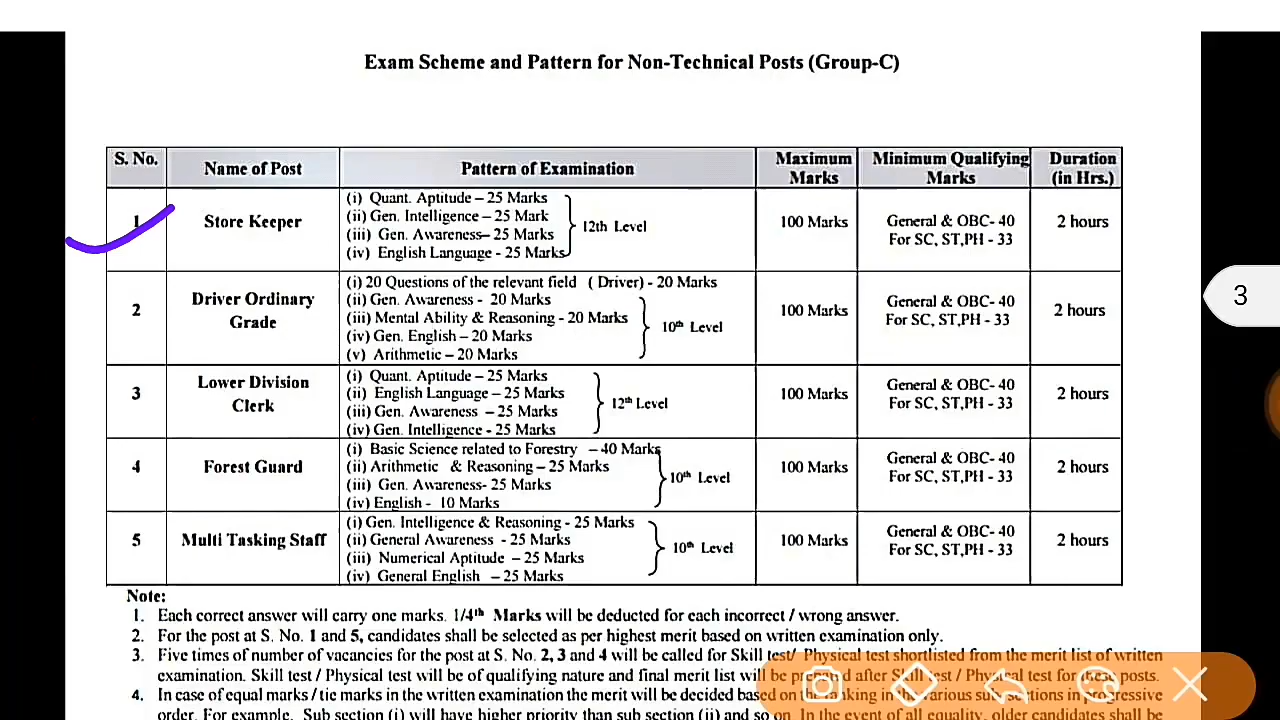 Exam Scheme and Pattern for Non-Technical Posts (Group-C)
S. No. Name of Post Pattern of Examination Maximum Marks Minimum Qualifying Marks Duration (in Hrs.)
1 Store Keeper
(i) Quant. Aptitude – 25 Marks
(ii) Gen. Intelligence – 25 Mark
(iii) Gen. Awareness– 25 Marks
(iv) English Language - 25 Marks
12th Level
100 Marks
General & OBC- 40
For SC, ST,PH - 33
2 hours
2 Driver Ordinary Grade
(i) 20 Questions of the relevant field ( Driver) - 20 Marks
(ii) Gen. Awareness - 20 Marks
(iii) Mental Ability & Reasoning - 20 Marks
(iv) Gen. English – 20 Marks
(v) Arithmetic – 20 Marks
10th Level
100 Marks
General & OBC- 40
For SC, ST,PH - 33
2 hours
3 Lower Division Clerk
(i) Quant. Aptitude – 25 Marks
(ii) English Language – 25 Marks
(iii) Gen. Awareness – 25 Marks
(iv) Gen. Intelligence - 25 Marks
12th Level
100 Marks
General & OBC- 40
For SC, ST,PH - 33
2 hours
4 Forest Guard
(i) Basic Science related to Forestry – 40 Marks
(ii) Arithmetic & Reasoning – 25 Marks
(iii) Gen. Awareness- 25 Marks
(iv) English - 10 Marks
10th Level
100 Marks
General & OBC- 40
For SC, ST,PH - 33
2 hours
5 Multi Tasking Staff
(i) Gen. Intelligence & Reasoning - 25 Marks
(ii) General Awareness - 25 Marks
(iii) Numerical Aptitude – 25 Marks
(iv) General English – 25 Marks
10th Level
100 Marks
General & OBC- 40
For SC, ST,PH - 33
2 hours
3
Note:
1. Each correct answer will carry one marks. 1/4th Marks will be deducted for each incorrect / wrong answer.
2. For the post at S. No. 1 and 5, candidates shall be selected as per highest merit based on written examination only.
3. Five times of number of vacancies for the post at S. No. 2, 3 and 4 will be called for Skill test/ Physical test shortlisted from the merit list of written
examination. Skill test / Physical test will be of qualifying nature and final merit list will be prepared after Skill test / Physical test for these posts.
4. In case of equal marks / tie marks in the written examination the merit will be decided based on the ranking in the various sub sections in progressive
order. For example. Sub section (i) will have higher priority than sub section (ii) and so on. In the event of all equality, older candidates shall be